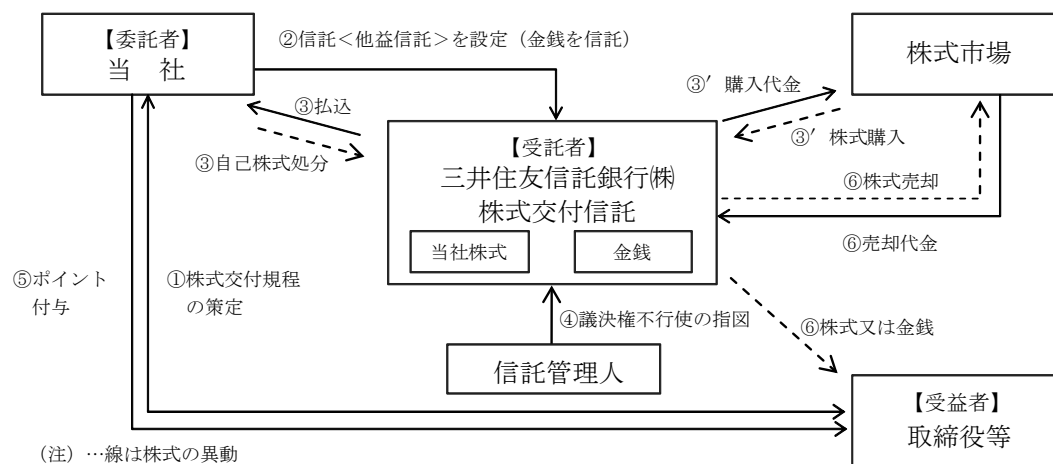 【委託者】
当　社
②信託＜他益信託＞を設定（金銭を信託）
株式市場
③払込
③自己株式処分
③′購入代金
③′株式購入
【受託者】
三井住友信託銀行㈱
株式交付信託
当社株式
金銭
⑥株式売却
⑥売却代金
⑤ポイント
付与
①株式交付規程
の策定
④議決権不行使の指図
⑥株式又は金銭
信託管理人
【受益者】
取締役等
（注）…線は株式の異動